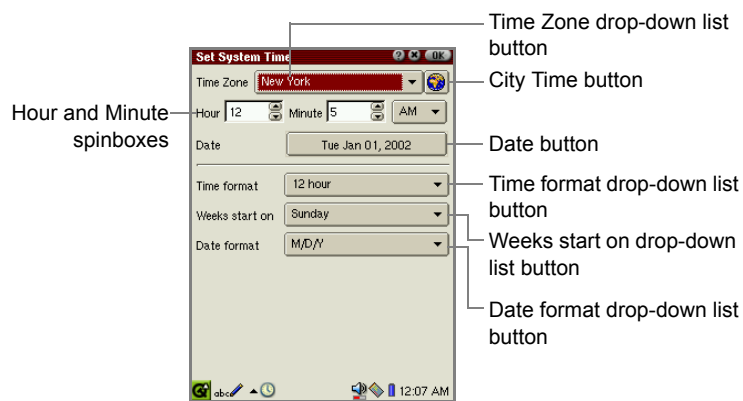 Time Zone drop-down list
button
Set System Time
OK
Time Zone
New York
City Time button
Hour and Minute
spinboxes
Hour
12
Minute
5
AM
Date
Tue Jan 01, 2002
Date button
Time format
12 hour
Time format drop-down list
button
Weeks start on
Sunday
Weeks start on drop-down
list button
Date format
M/D/Y
Date format drop-down list
button
abc
12:07 AM